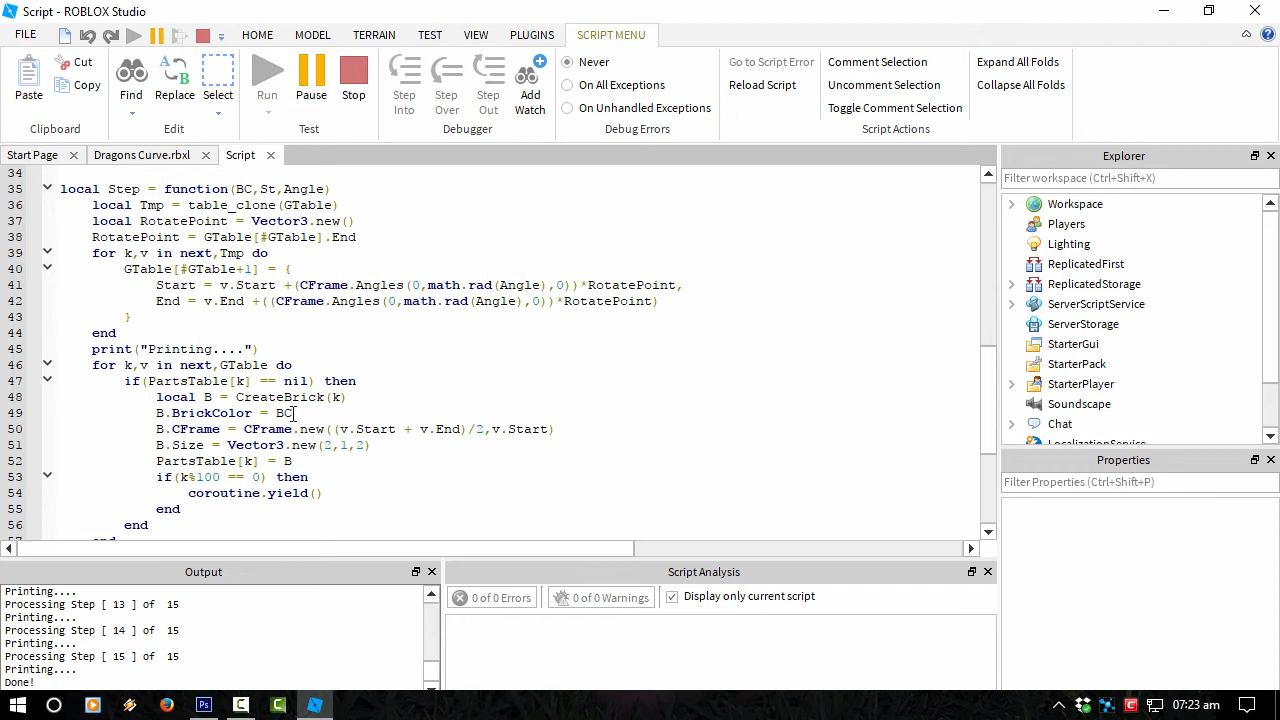 Script - ROBLOX Studio
FILE HOME MODEL TERRAIN TEST VIEW PLUGINS SCRIPT MENU
Paste Cut Copy
Clipboard
Find Replace Select
Edit
Run Pause Stop
Test
Step Into Step Over Step Out Add Watch
Debugger
Never
On All Exceptions
On Unhandled Exceptions
Debug Errors
Go to Script Error
Reload Script
Comment Selection
Uncomment Selection
Toggle Comment Selection
Expand All Folds
Collapse All Folds
Script Actions
Start Page Dragons Curve.rbxl Script
34
35 local Step = function(BC,St,Angle)
36 local Tmp = table_clone(GTable)
37 local RotatePoint = Vector3.new()
38 RotatePoint = GTable[#GTable].End
39 for k,v in next,Tmp do
40 GTable[#GTable+1] = {
41 Start = v.Start +(CFrame.Angles(0,math.rad(Angle),0))*RotatePoint,
42 End = v.End +((CFrame.Angles(0,math.rad(Angle),0))*RotatePoint)
43 }
44 end
45 print("Printing....")
46 for k,v in next,GTable do
47 if(PartsTable[k] == nil) then
48 local B = CreateBrick(k)
49 B.BrickColor = BC
50 B.CFrame = CFrame.new((v.Start + v.End)/2,v.Start)
51 B.Size = Vector3.new(2,1,2)
52 PartsTable[k] = B
53 if(k%100 == 0) then
54 coroutine.yield()
55 end
56 end
57 end
Explorer
Filter workspace (Ctrl+Shift+X)
Workspace
Players
Lighting
ReplicatedFirst
ReplicatedStorage
ServerScriptService
ServerStorage
StarterGui
StarterPack
StarterPlayer
Soundscape
Chat
LocalizationService
Properties
Filter Properties (Ctrl+Shift+P)
Output
Printing....
Processing Step [ 13 ] of 15
Printing....
Processing Step [ 14 ] of 15
Printing....
Processing Step [ 15 ] of 15
Printing....
Done!
Script Analysis
0 of 0 Errors 0 of 0 Warnings Display only current script
07:23 am